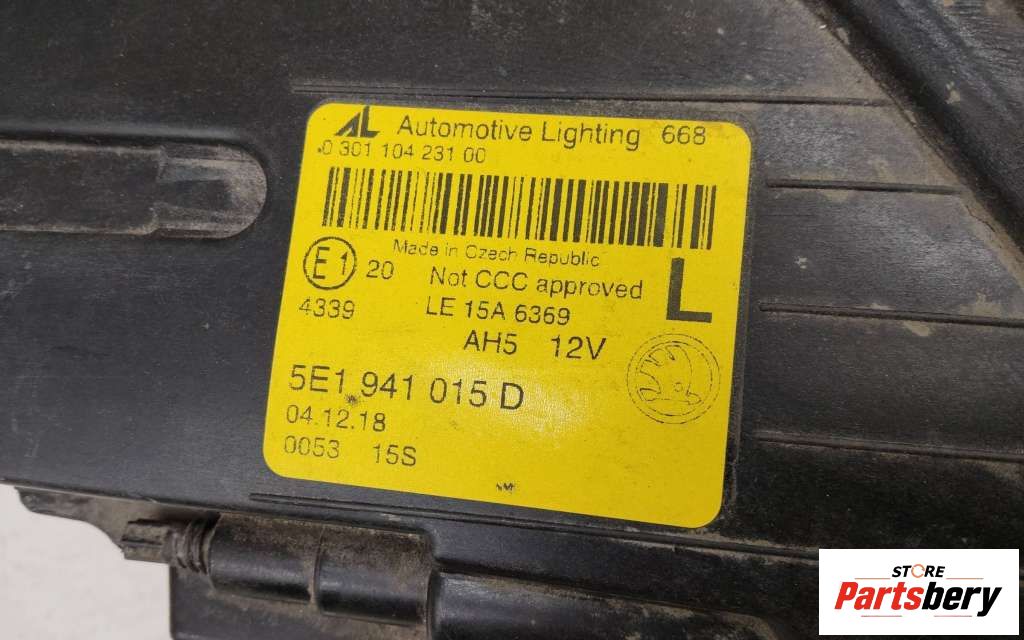 AL Automotive Lighting 668
0 301 104 231 00
Made in Czech Republic
E1 20
Not CCC approved
L
4339
LE 15A 6369
AH5 12V
5E1 941 015 D
04.12.18
0053 15S
STORE
Partsbery